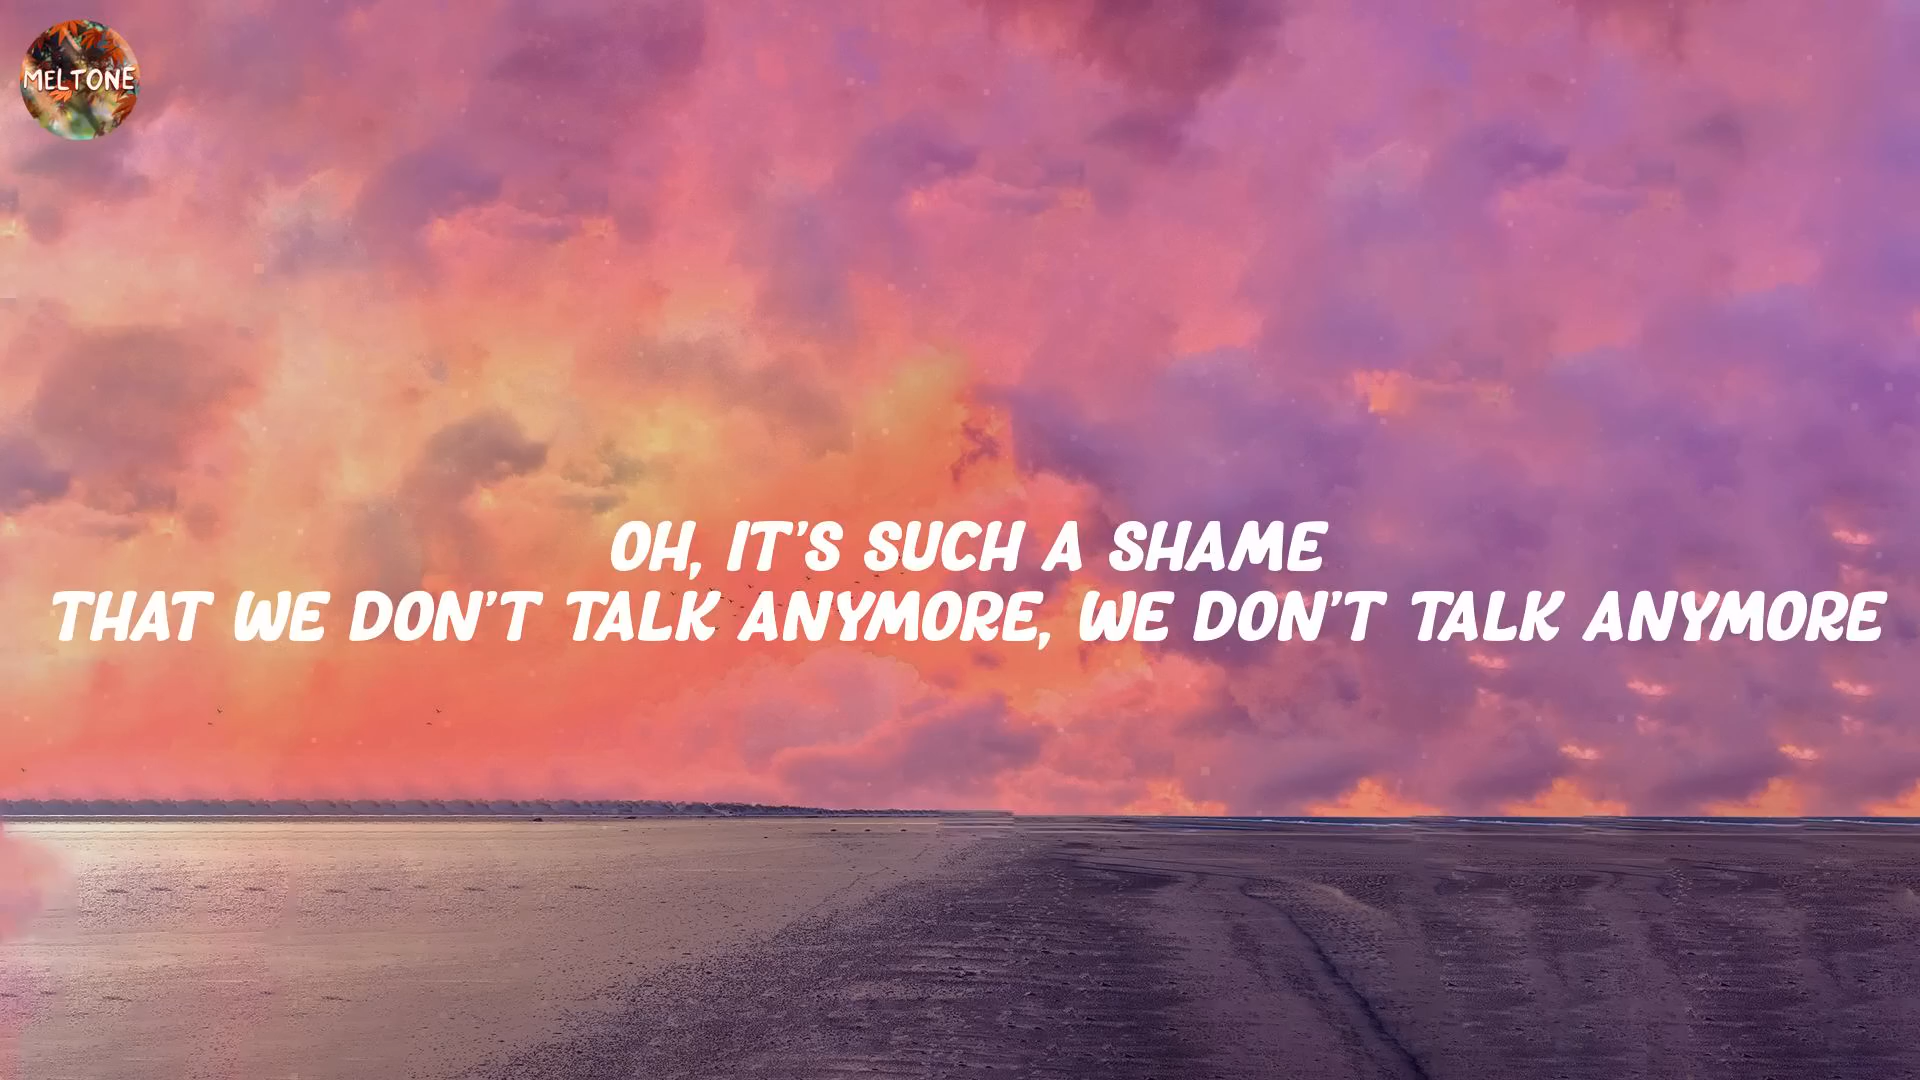 MELTONE
OH, IT'S SUCH A SHAME
THAT WE DON'T TALK ANYMORE, WE DON'T TALK ANYMORE